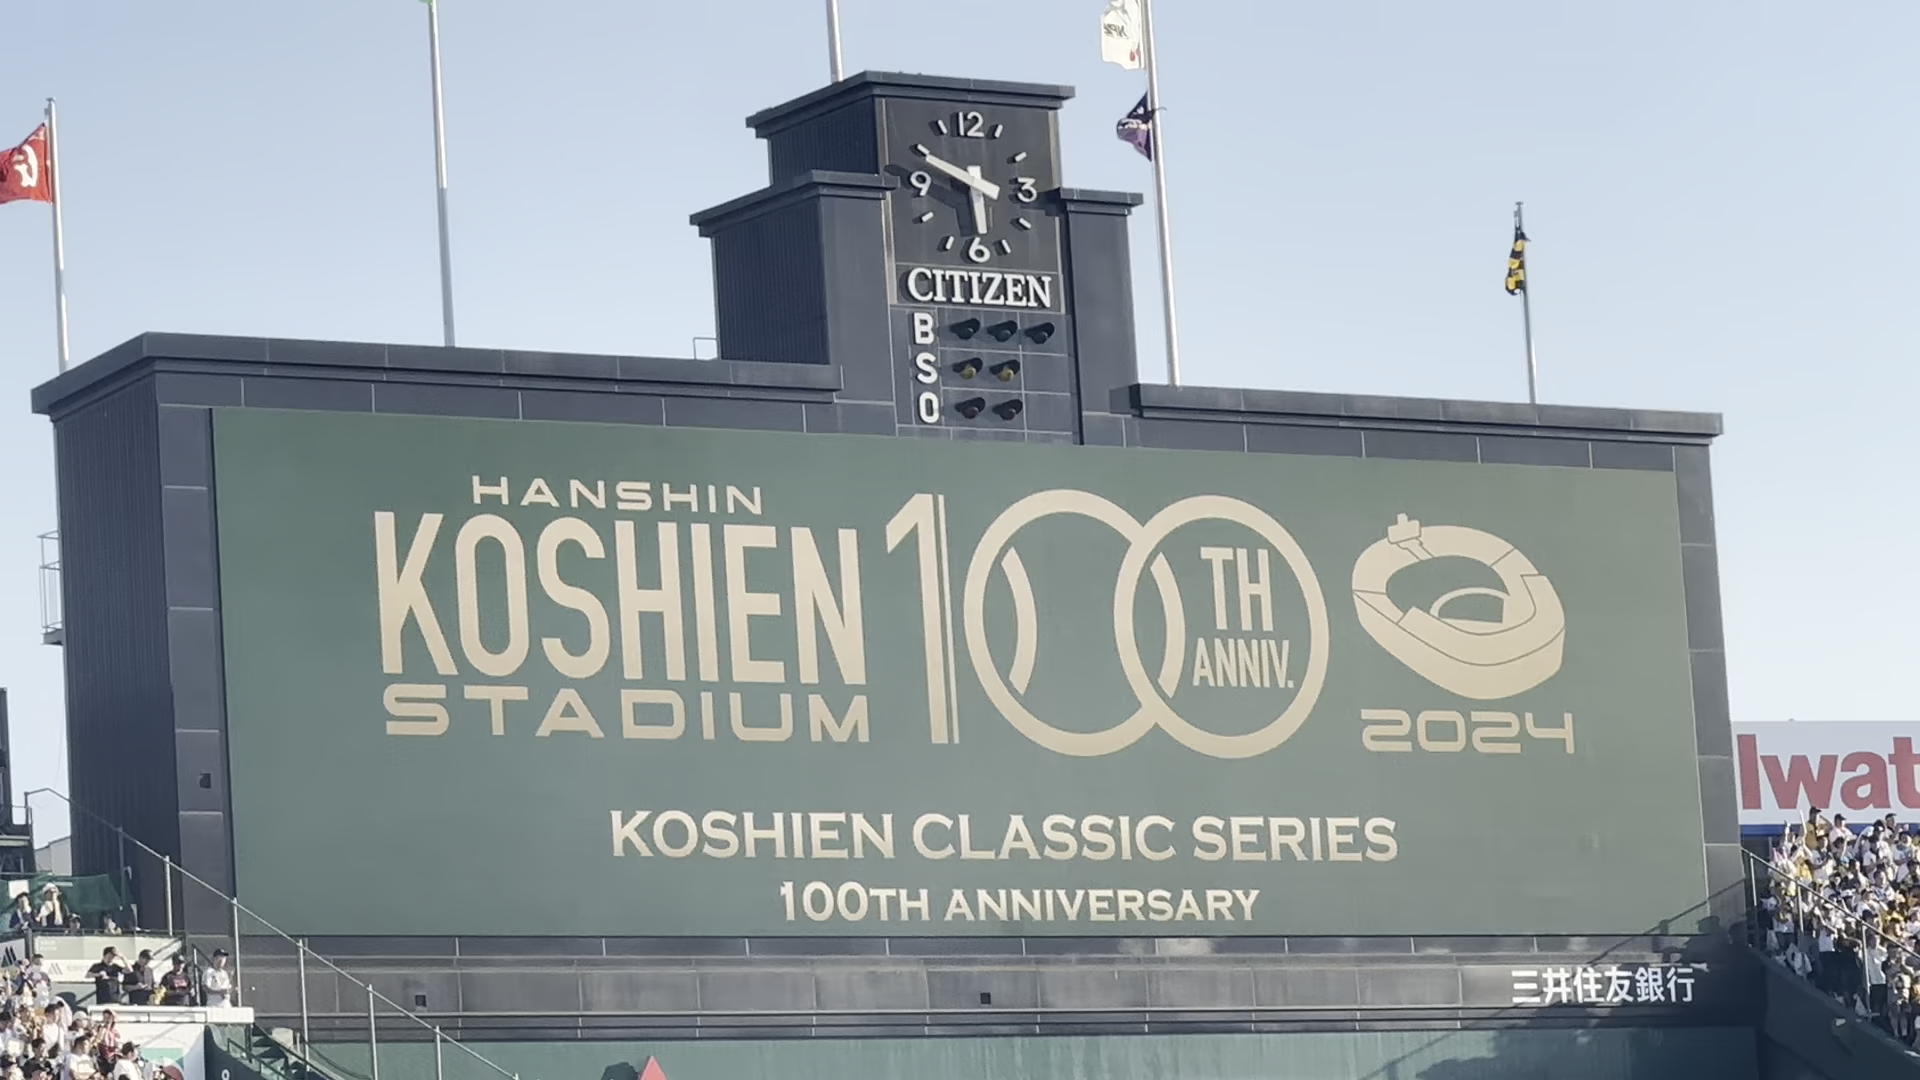 12
9 3
6
CITIZEN
B
S
O
HANSHIN
KOSHIEN
STADIUM
100
TH
ANNIV.
2024
KOSHIEN CLASSIC SERIES
100TH ANNIVERSARY
三井住友銀行
Iwat